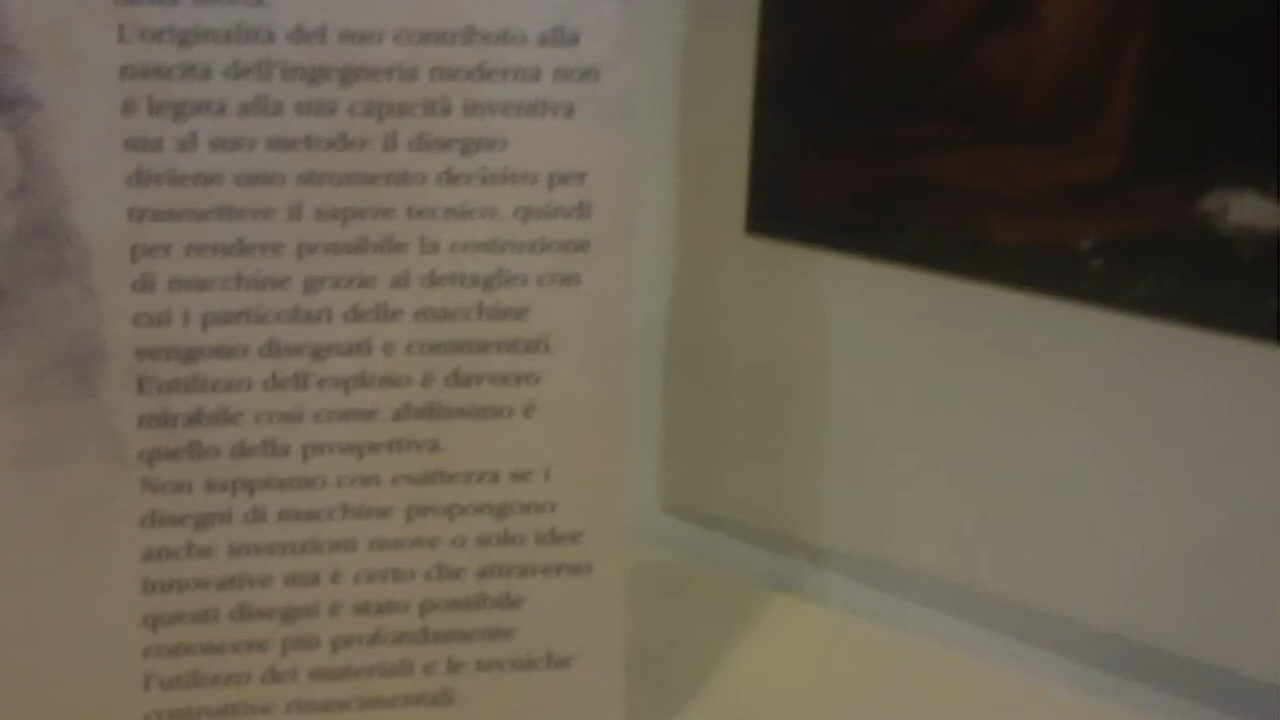 L'originalità del suo contributo alla
nascita dell'ingegneria moderna non
è legata alla sua capacità inventiva
ma al suo metodo: il disegno
diviene uno strumento decisivo per
trasmettere il sapere tecnico, quindi
per rendere possibile la costruzione
di macchine grazie al dettaglio con
cui i particolari delle macchine
vengono disegnati e commentati.
L'utilizzo dell'esploso è davvero
mirabile così come abilissimo è
quello della prospettiva.
Non sappiamo con esattezza se i
disegni di macchine propongono
anche invenzioni nuove o solo idee
innovative ma è certo che attraverso
questi disegni è stato possibile
conoscere più profondamente
l'utilizzo dei materiali e le tecniche
costruttive rinascimentali.